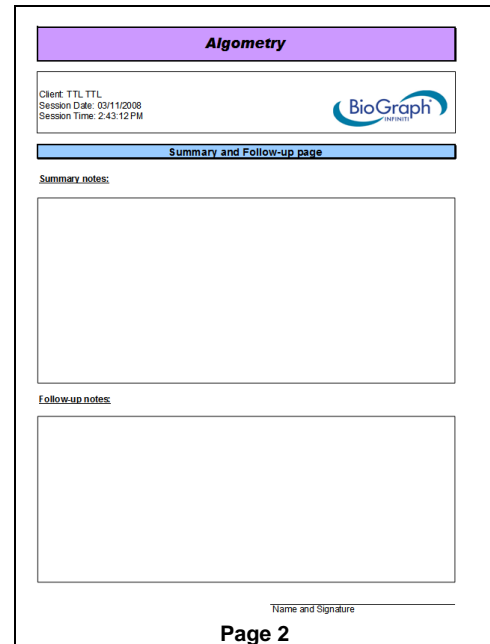 Algometry
Client: TTL TTL
Session Date: 03/11/2008
Session Time: 2:43:12 PM
BioGraph®
INFINITI
Summary and Follow-up page
Summary notes:
Follow-up notes:
Name and Signature
Page 2